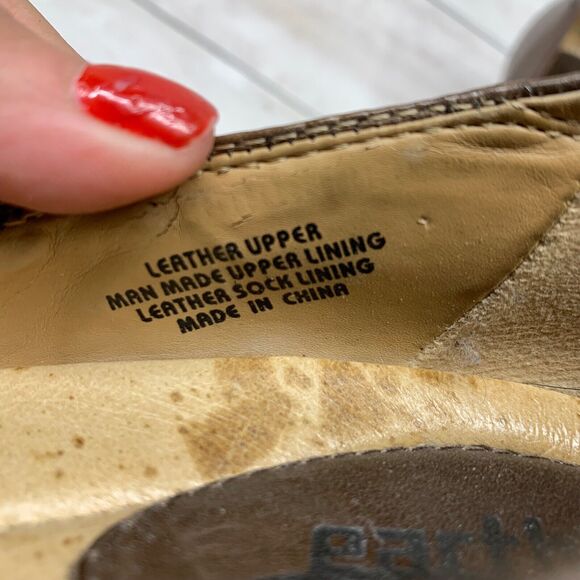 LEATHER UPPER
MAN MADE UPPER LINING
LEATHER SOCK LINING
MADE IN CHINA